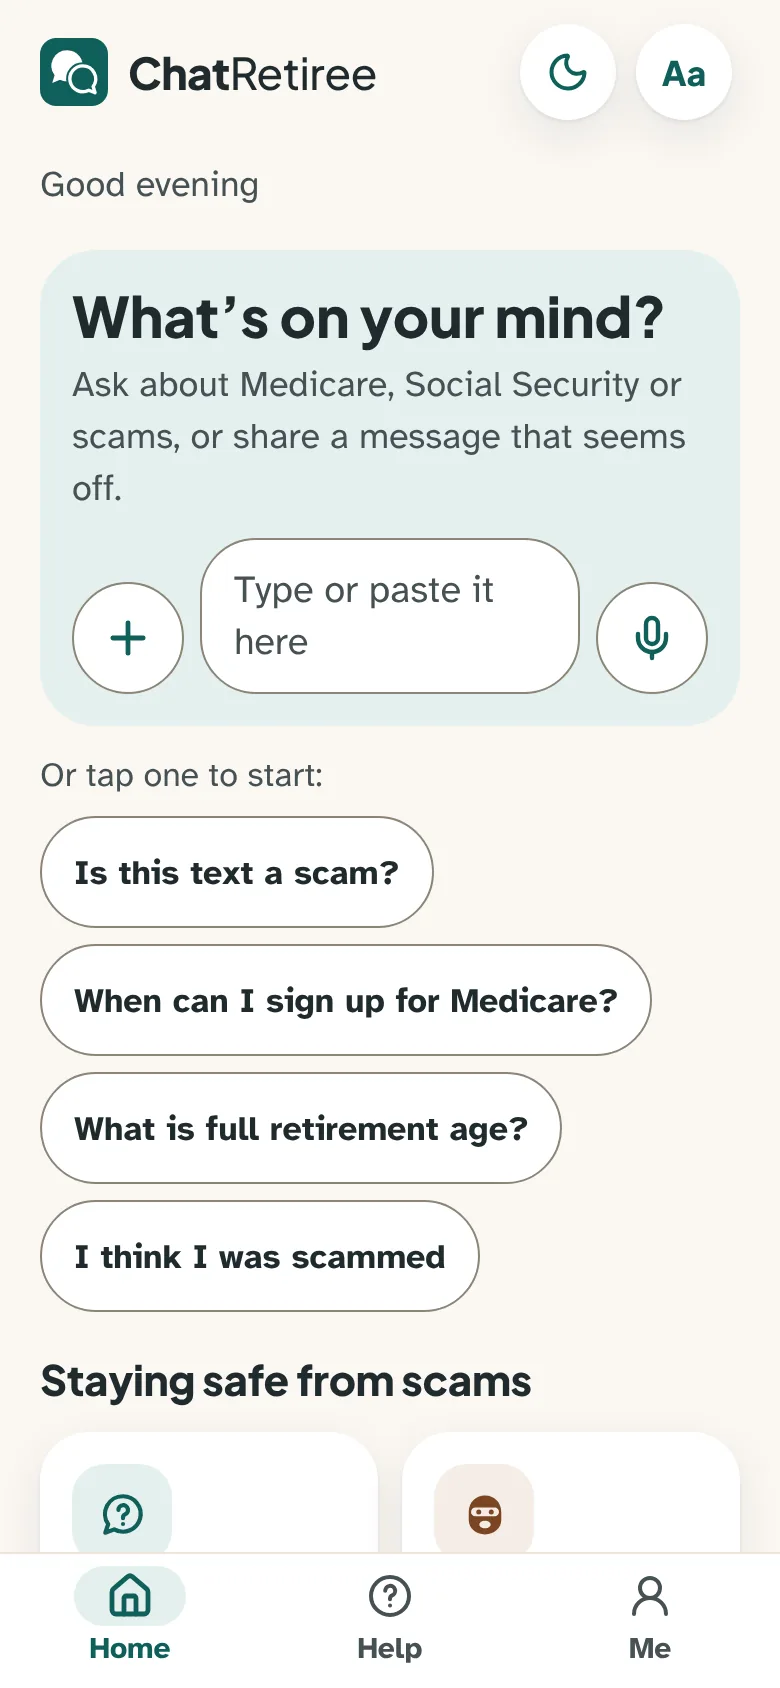 ChatRetiree
Aa
Good evening
What’s on your mind?
Ask about Medicare, Social Security or
scams, or share a message that seems
off.
Type or paste it
here
Or tap one to start:
Is this text a scam?
When can I sign up for Medicare?
What is full retirement age?
I think I was scammed
Staying safe from scams
Home
Help
Me